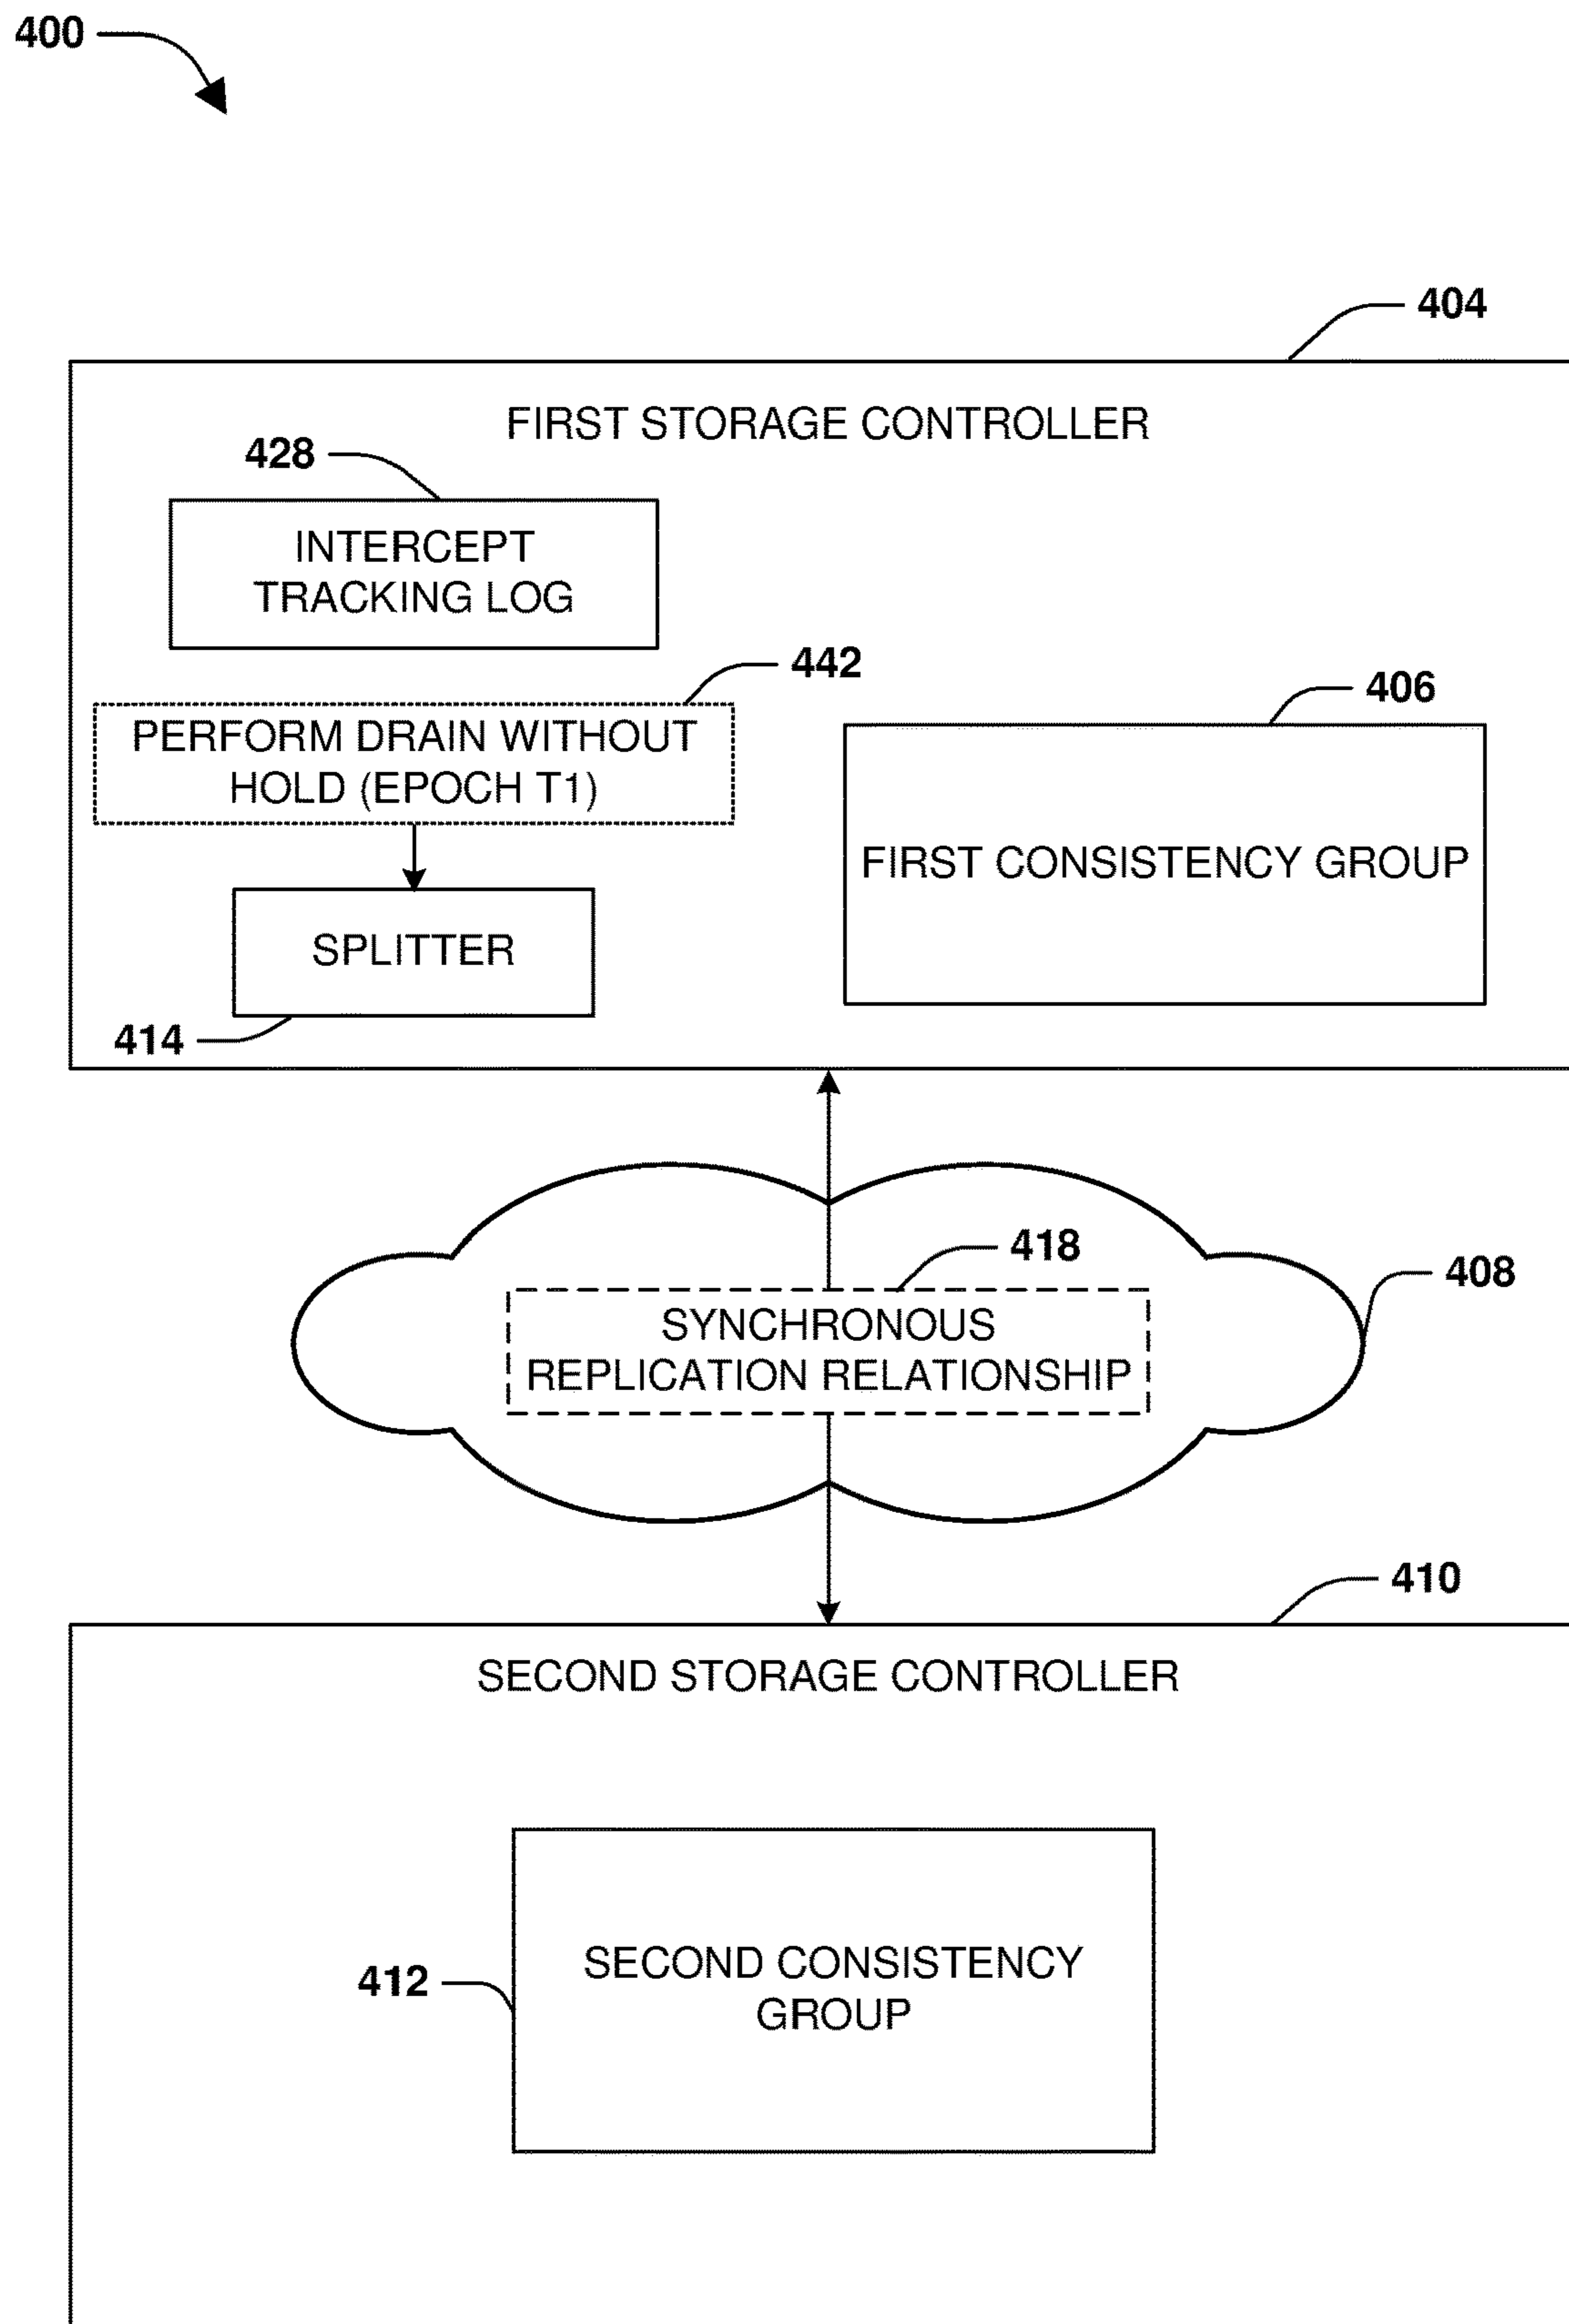 400
404
FIRST STORAGE CONTROLLER
428
INTERCEPT
TRACKING LOG
442
PERFORM DRAIN WITHOUT
HOLD (EPOCH T1)
406
FIRST CONSISTENCY GROUP
SPLITTER
414
418
408
SYNCHRONOUS
REPLICATION RELATIONSHIP
410
SECOND STORAGE CONTROLLER
SECOND CONSISTENCY
GROUP
412